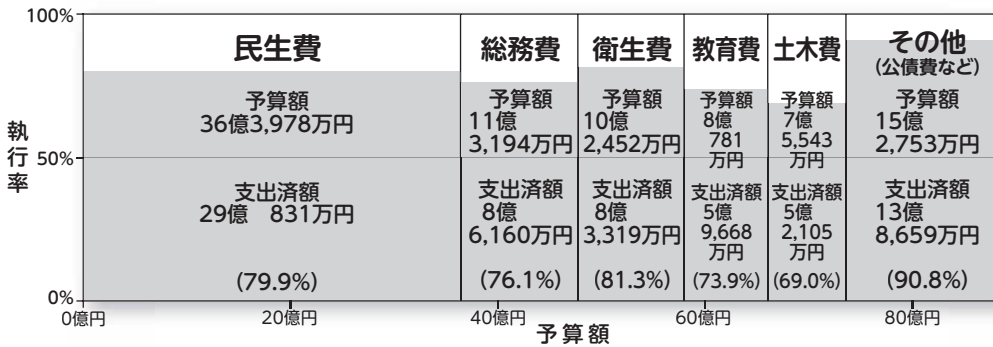 100%
50%
0%
執行率
民生費
予算額
36億3,978万円
支出済額
29億 831万円
(79.9%)
総務費
予算額
11億
3,194万円
支出済額
8億
6,160万円
(76.1%)
衛生費
予算額
10億
2,452万円
支出済額
8億
3,319万円
(81.3%)
教育費
予算額
8億
781
万円
支出済額
5億
9,668
万円
(73.9%)
土木費
予算額
7億
5,543
万円
支出済額
5億
2,105
万円
(69.0%)
その他
(公債費など)
予算額
15億
2,753万円
支出済額
13億
8,659万円
(90.8%)
0億円
20億円
40億円
60億円
80億円
予算額